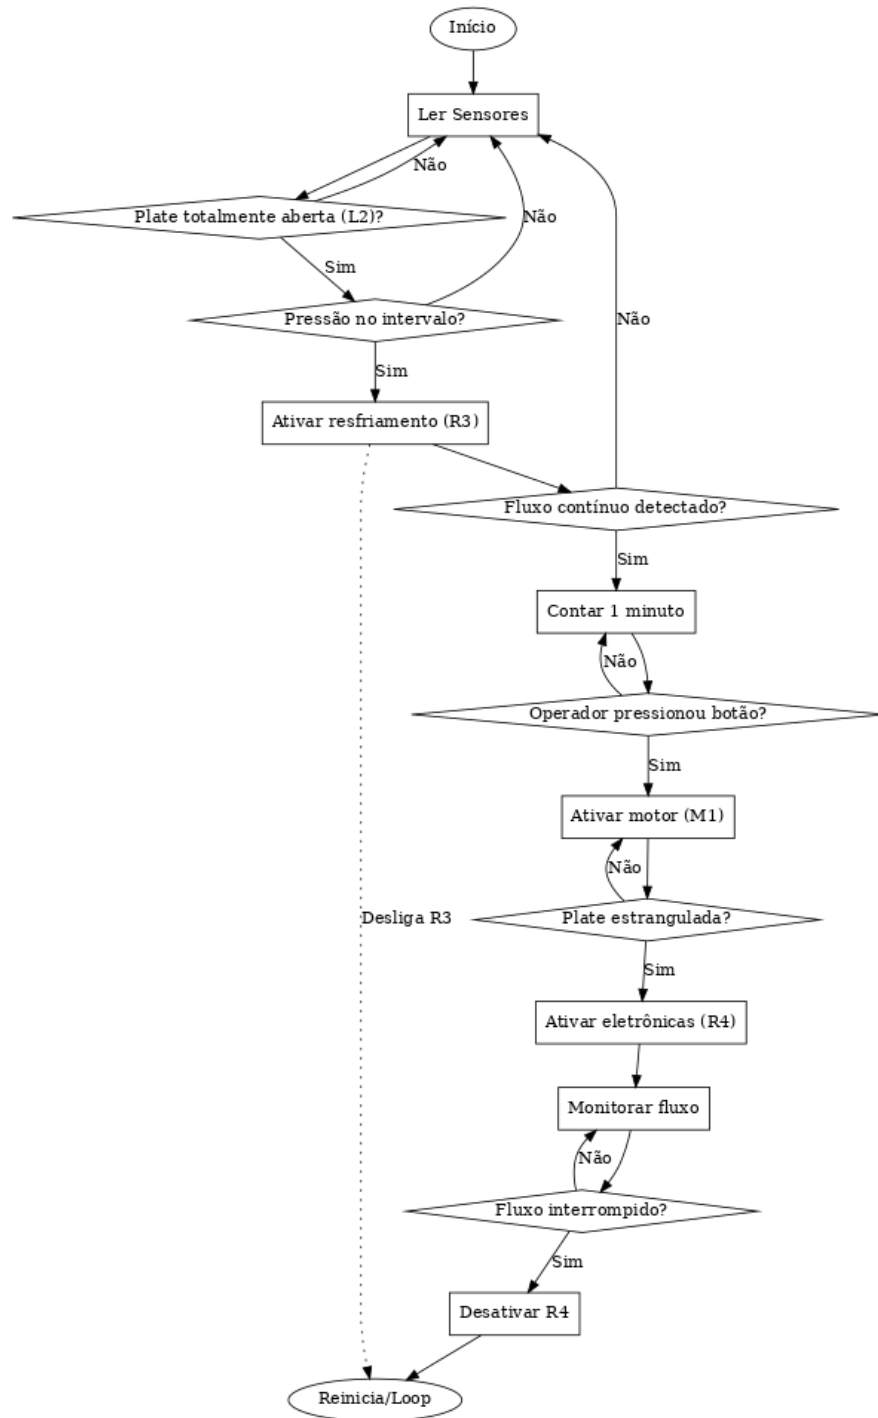 Início
Ler Sensores
Não
Plate totalmente aberta (L2)?
Não
Sim
Pressão no intervalo?
Não
Sim
Ativar resfriamento (R3)
Fluxo contínuo detectado?
Sim
Contar 1 minuto
Não
Operador pressionou botão?
Sim
Ativar motor (M1)
Não
Desliga R3
Plate estrangulada?
Sim
Ativar eletrônicas (R4)
Monitorar fluxo
Não
Fluxo interrompido?
Sim
Desativar R4
Reinicia/Loop